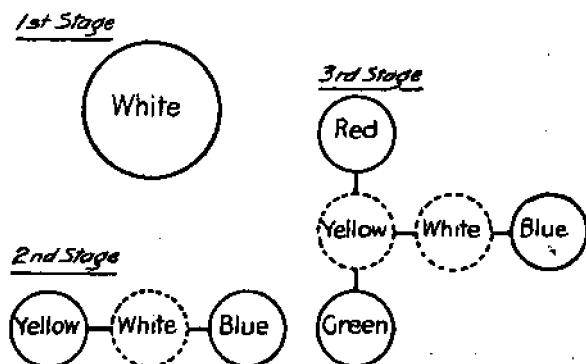 1st Stage
White
2nd Stage
Yellow White Blue
3rd Stage
Red
Yellow White Blue
Green